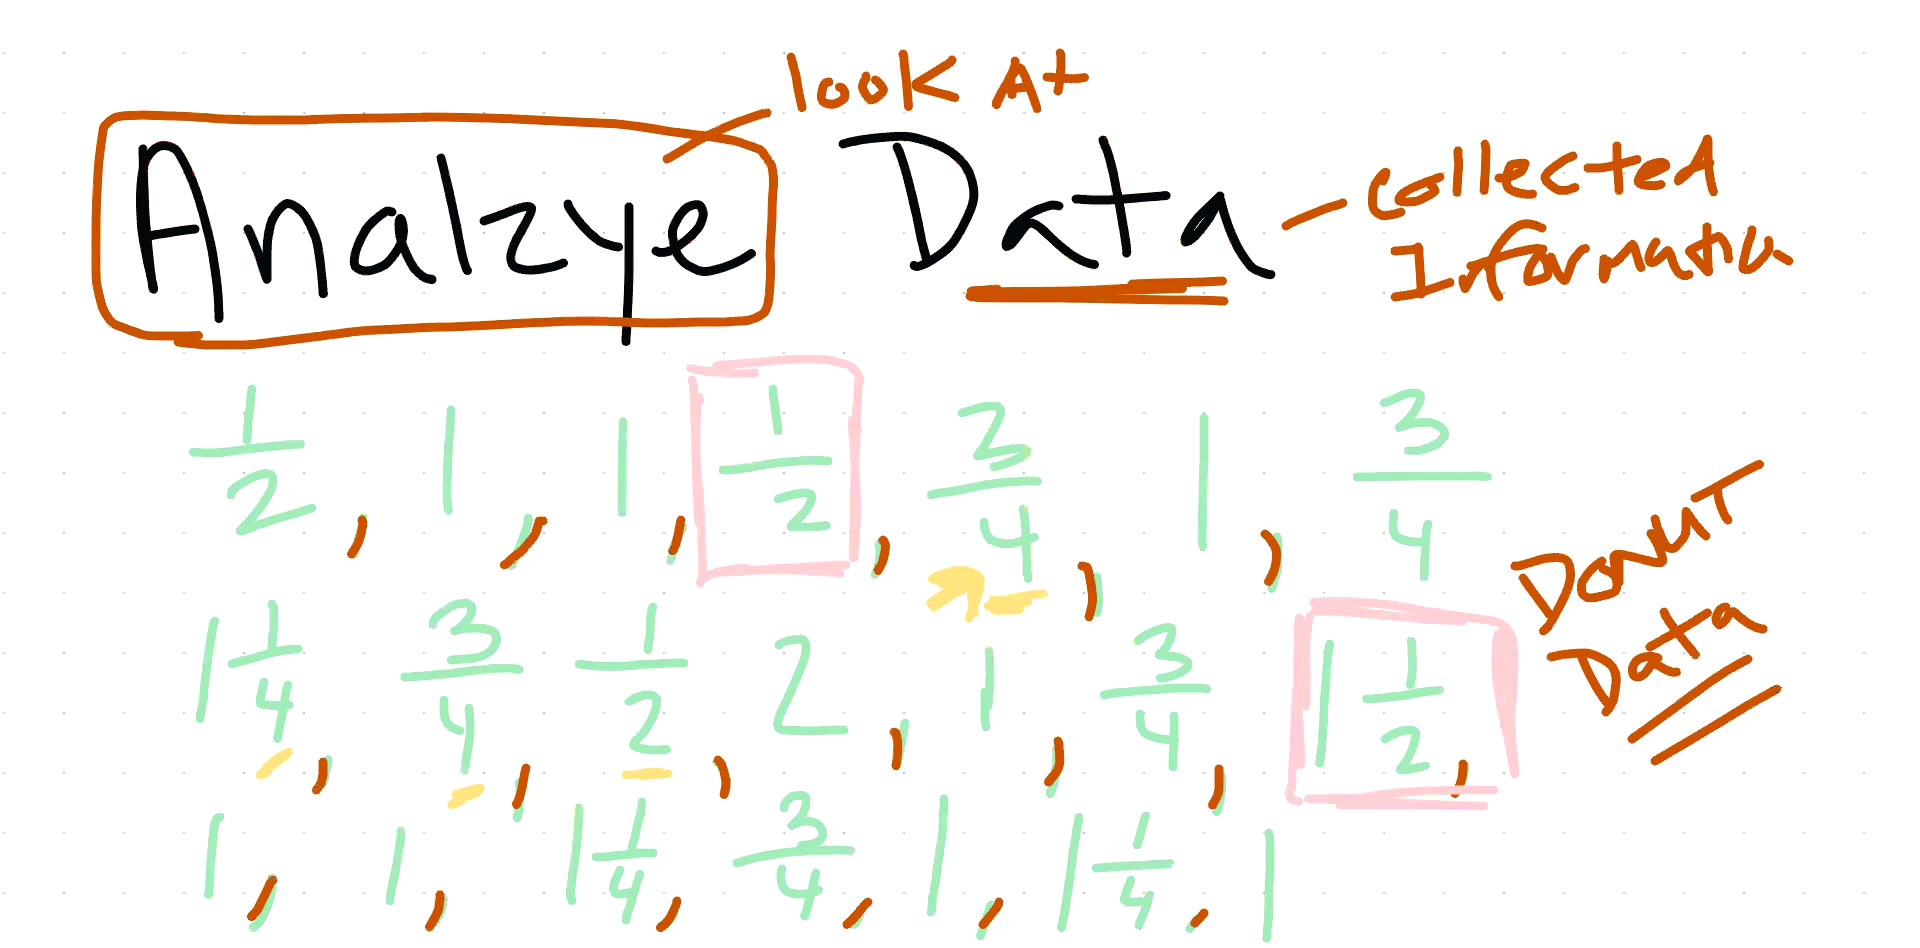 look At
Analzye Data - collected
Information
1/2, 1, 1, 1/2, 3/4, 1, 3/4
Donut
Data
1 1/4, 3/4, 1/2, 2, 1, 3/4, 1 1/2,
1, 1, 1 1/4, 3/4, 1, 1 1/4, 1